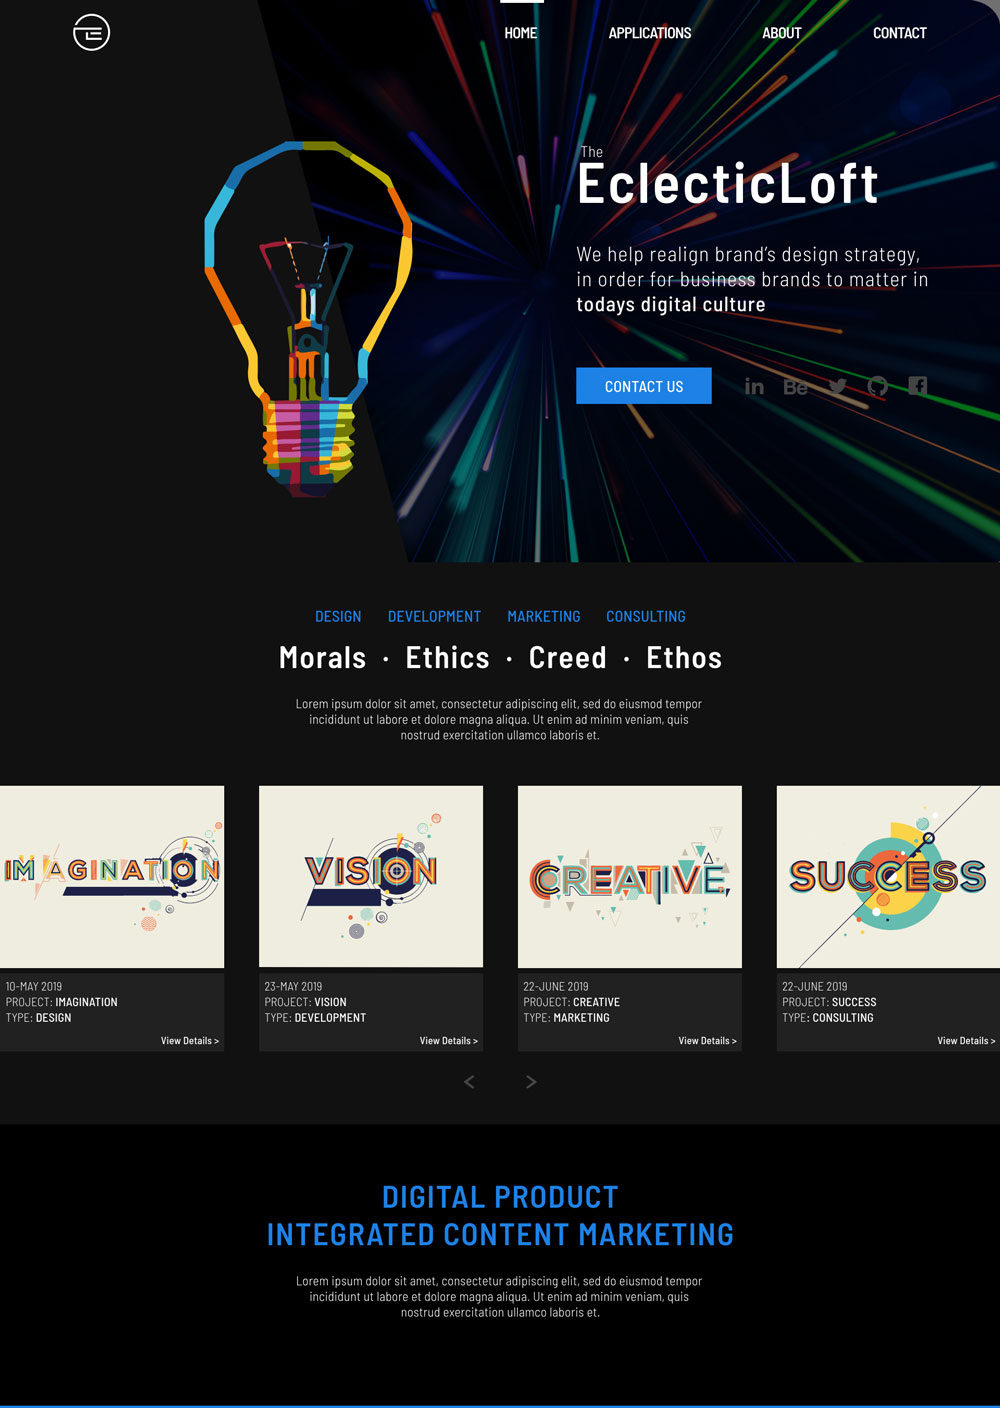 HOME APPLICATIONS ABOUT CONTACT
The
EclecticLoft
We help realign brand's design strategy,
in order for business brands to matter in
todays digital culture
CONTACT US
in Bē
DESIGN DEVELOPMENT MARKETING CONSULTING
Morals · Ethics · Creed · Ethos
Lorem ipsum dolor sit amet, consectetur adipiscing elit, sed do eiusmod tempor
incididunt ut labore et dolore magna aliqua. Ut enim ad minim veniam, quis
nostrud exercitation ullamco laboris et.
IMAGINATION
10-MAY 2019
PROJECT: IMAGINATION
TYPE: DESIGN
View Details >
VISION
23-MAY 2019
PROJECT: VISION
TYPE: DEVELOPMENT
View Details >
CREATIVE,
22-JUNE 2019
PROJECT: CREATIVE
TYPE: MARKETING
View Details >
SUCCESS
22-JUNE 2019
PROJECT: SUCCESS
TYPE: CONSULTING
View Details >
< >
DIGITAL PRODUCT
INTEGRATED CONTENT MARKETING
Lorem ipsum dolor sit amet, consectetur adipiscing elit, sed do eiusmod tempor
incididunt ut labore et dolore magna aliqua. Ut enim ad minim veniam, quis
nostrud exercitation ullamco laboris et.